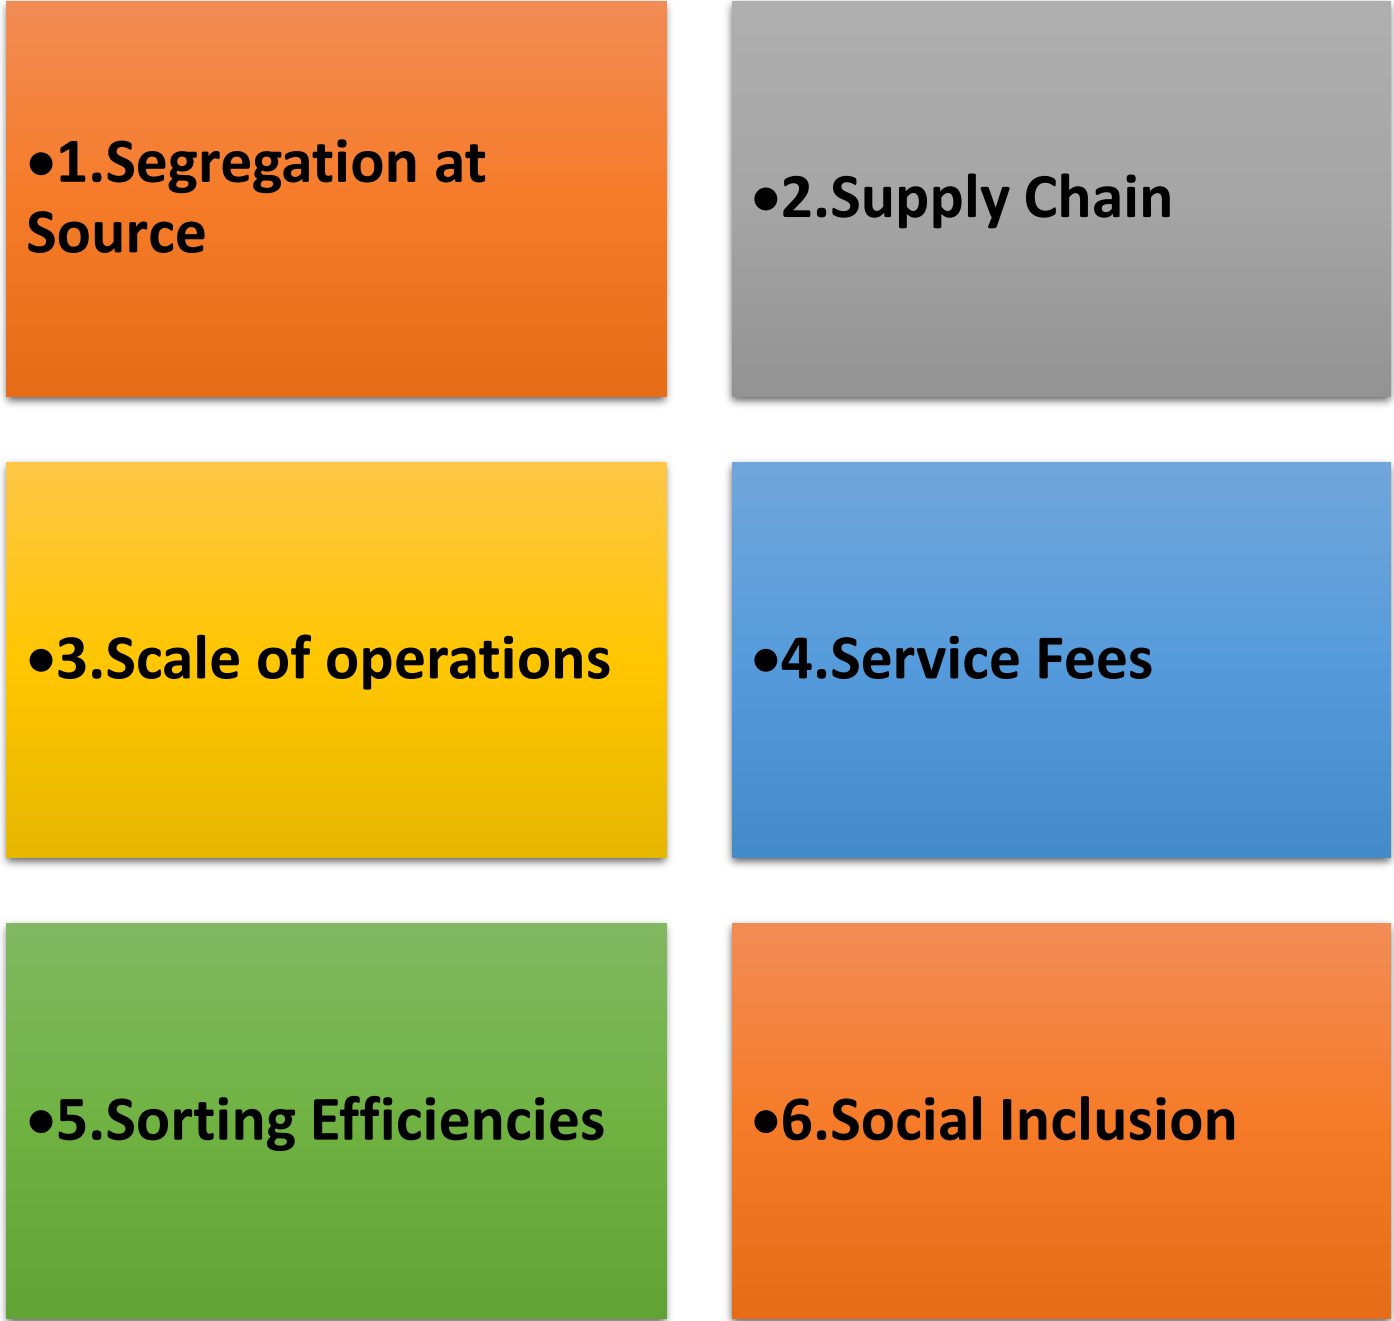 •1.Segregation at
Source
•2.Supply Chain
•3.Scale of operations
•4.Service Fees
•5.Sorting Efficiencies
•6.Social Inclusion